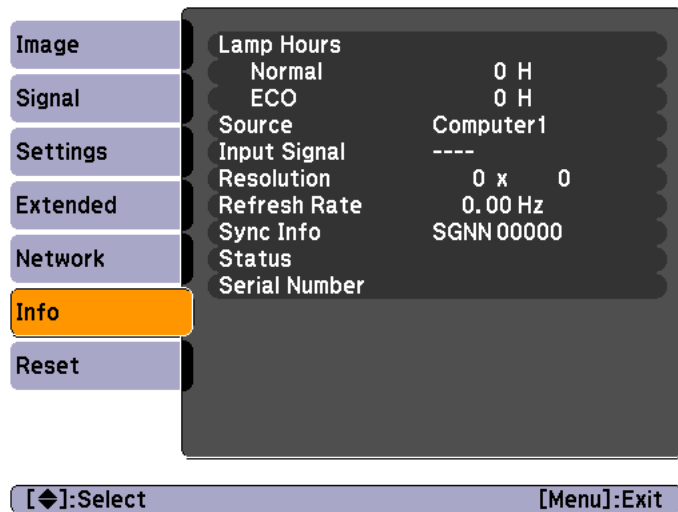 Image
Signal
Settings
Extended
Network
Info
Reset
Lamp Hours
Normal 0 H
ECO 0 H
Source Computer1
Input Signal ----
Resolution 0 x 0
Refresh Rate 0.00 Hz
Sync Info SGNN 00000
Status
Serial Number
[◆]:Select [Menu]:Exit